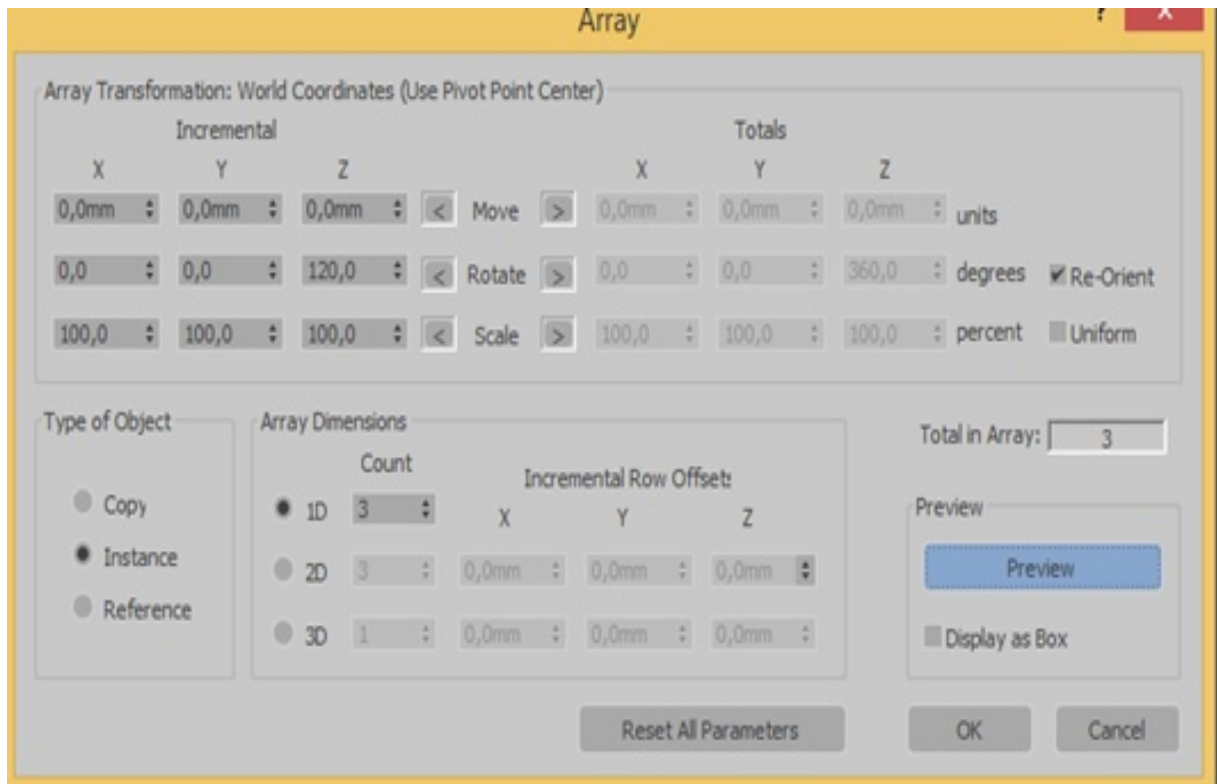 Array
? X
Array Transformation: World Coordinates (Use Pivot Point Center)
Incremental Totals
X Y Z X Y Z
0,0mm 0,0mm 0,0mm < Move > 0,0mm 0,0mm 0,0mm units
0,0 0,0 120,0 < Rotate > 0,0 0,0 360,0 degrees Re-Orient
100,0 100,0 100,0 < Scale > 100,0 100,0 100,0 percent Uniform
Type of Object
Copy
Instance
Reference
Array Dimensions
Count Incremental Row Offsets
X Y Z
1D 3
2D 3 0,0mm 0,0mm 0,0mm
3D 1 0,0mm 0,0mm 0,0mm
Total in Array: 3
Preview
Preview
Display as Box
Reset All Parameters OK Cancel